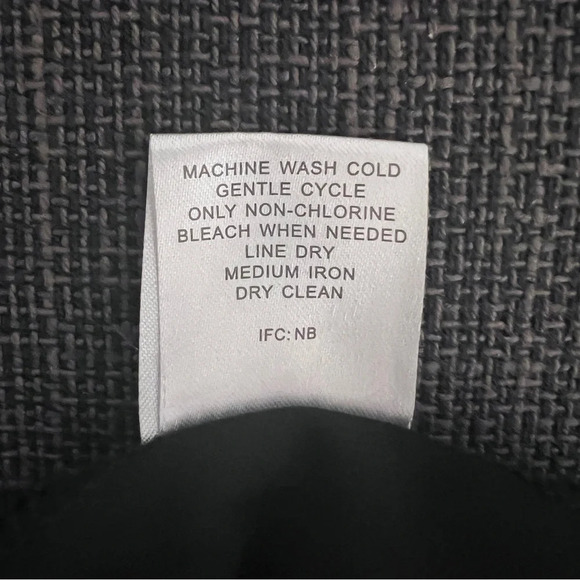 MACHINE WASH COLD
GENTLE CYCLE
ONLY NON-CHLORINE
BLEACH WHEN NEEDED
LINE DRY
MEDIUM IRON
DRY CLEAN
IFC: NB